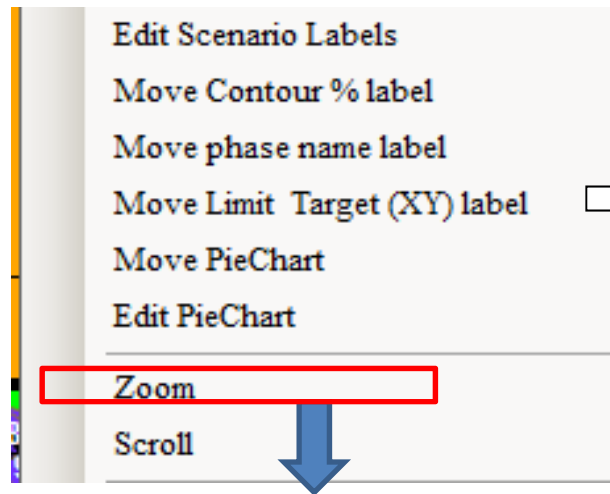 Edit Scenario Labels
Move Contour % label
Move phase name label
Move Limit  Target (XY) label
Move PieChart
Edit PieChart
Zoom
Scroll